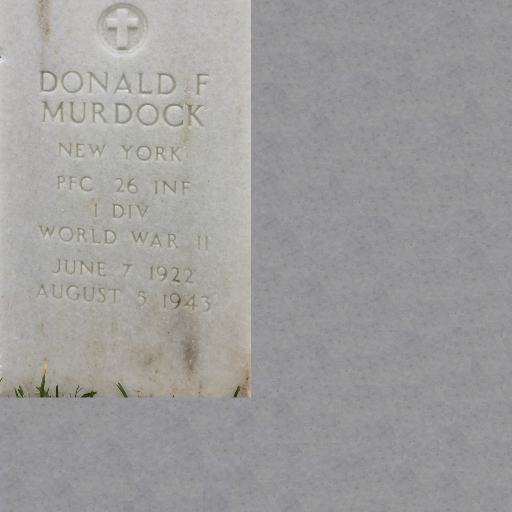 DONALD F
MURDOCK
NEW YORK
PFC 26 INF
1 DIV
WORLD WAR II
JUNE 7 1922
AUGUST 5 1943